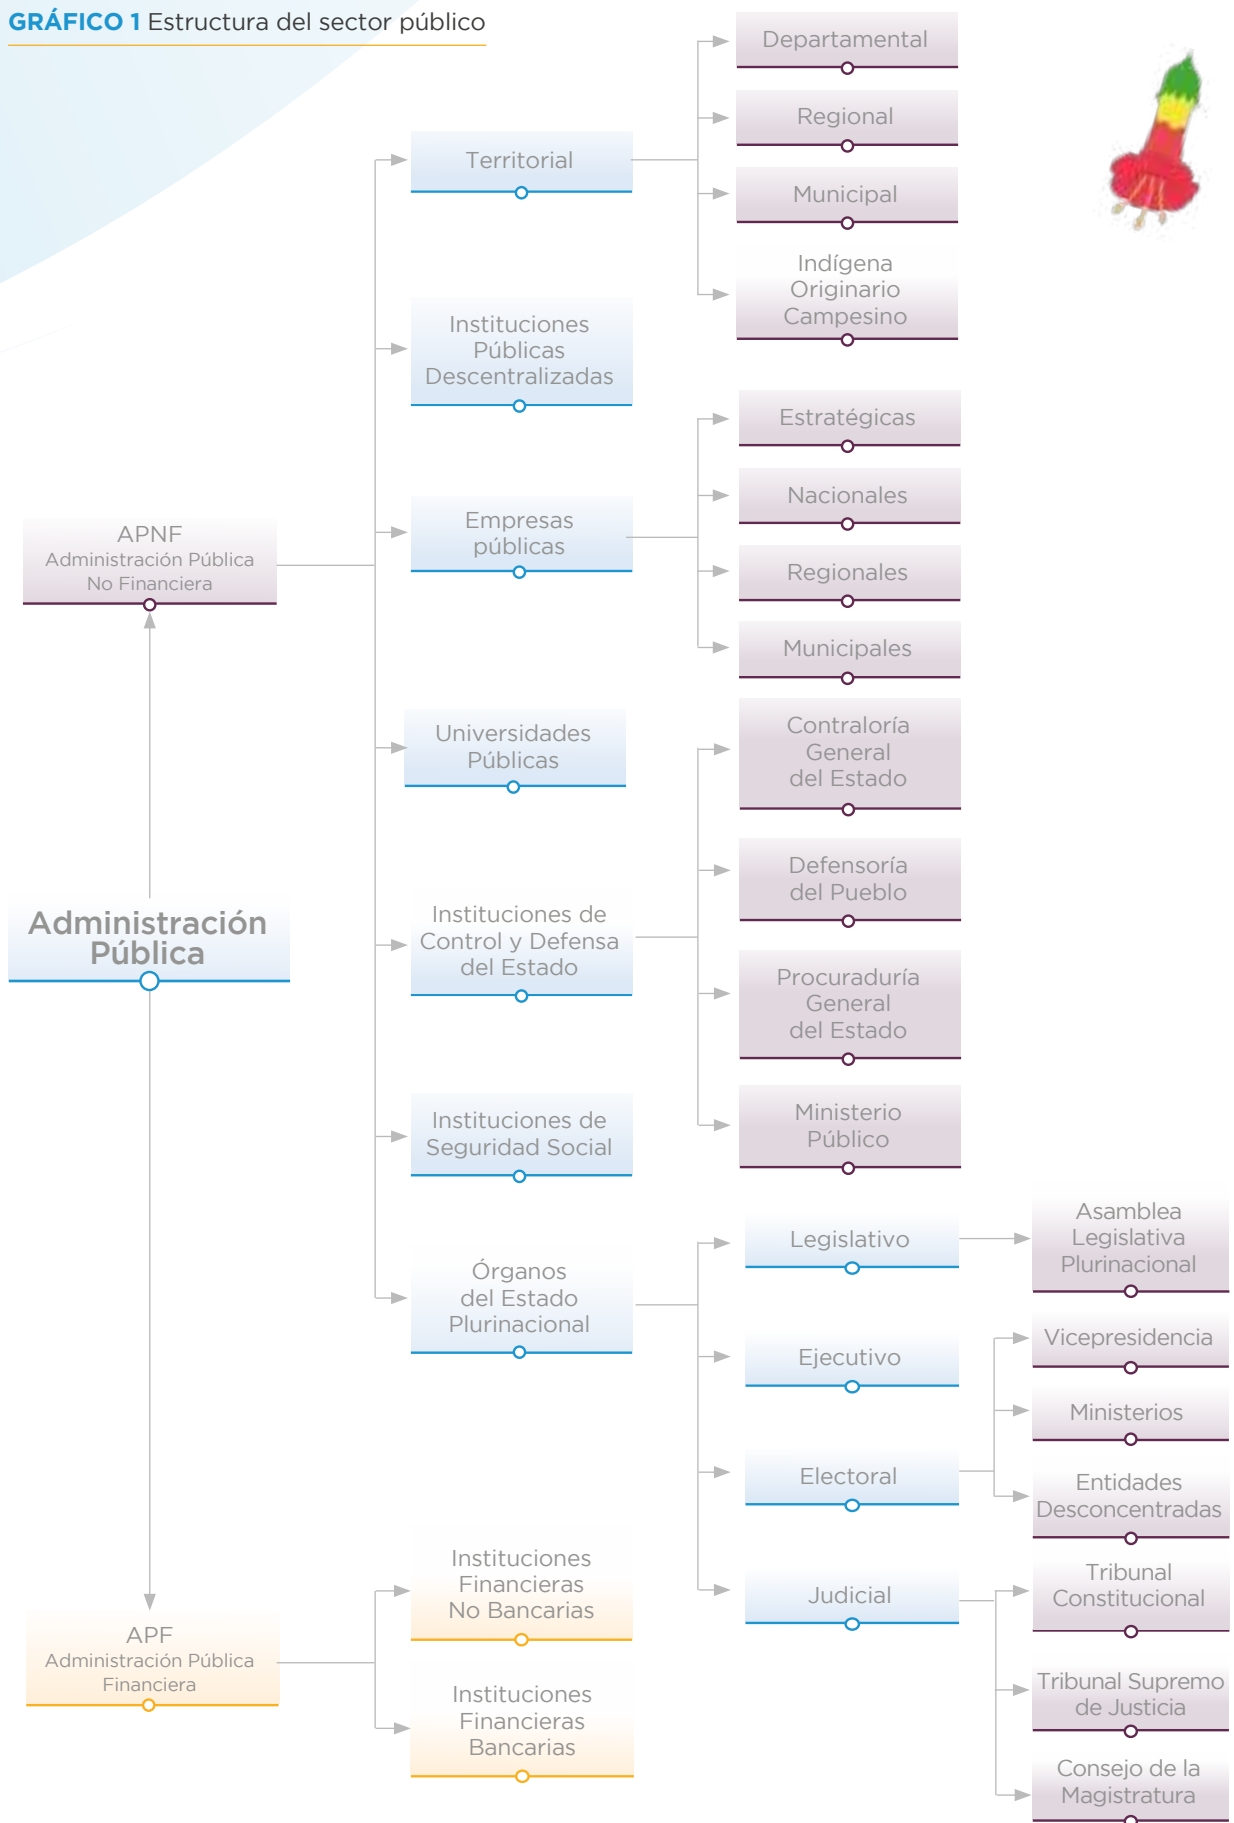 GRÁFICO 1 Estructura del sector público
Administración
Pública
APNF
Administración Pública
No Financiera
Territorial
Departamental
Regional
Municipal
Indígena
Originario
Campesino
Instituciones
Públicas
Descentralizadas
Empresas
públicas
Estratégicas
Nacionales
Regionales
Municipales
Universidades
Públicas
Instituciones de
Control y Defensa
del Estado
Contraloría
General
del Estado
Defensoría
del Pueblo
Procuraduría
General
del Estado
Ministerio
Público
Instituciones de
Seguridad Social
Órganos
del Estado
Plurinacional
Legislativo
Asamblea
Legislativa
Plurinacional
Ejecutivo
Electoral
Vicepresidencia
Ministerios
Entidades
Desconcentradas
Judicial
Tribunal
Constitucional
Tribunal Supremo
de Justicia
Consejo de la
Magistratura
APF
Administración Pública
Financiera
Instituciones
Financieras
No Bancarias
Instituciones
Financieras
Bancarias